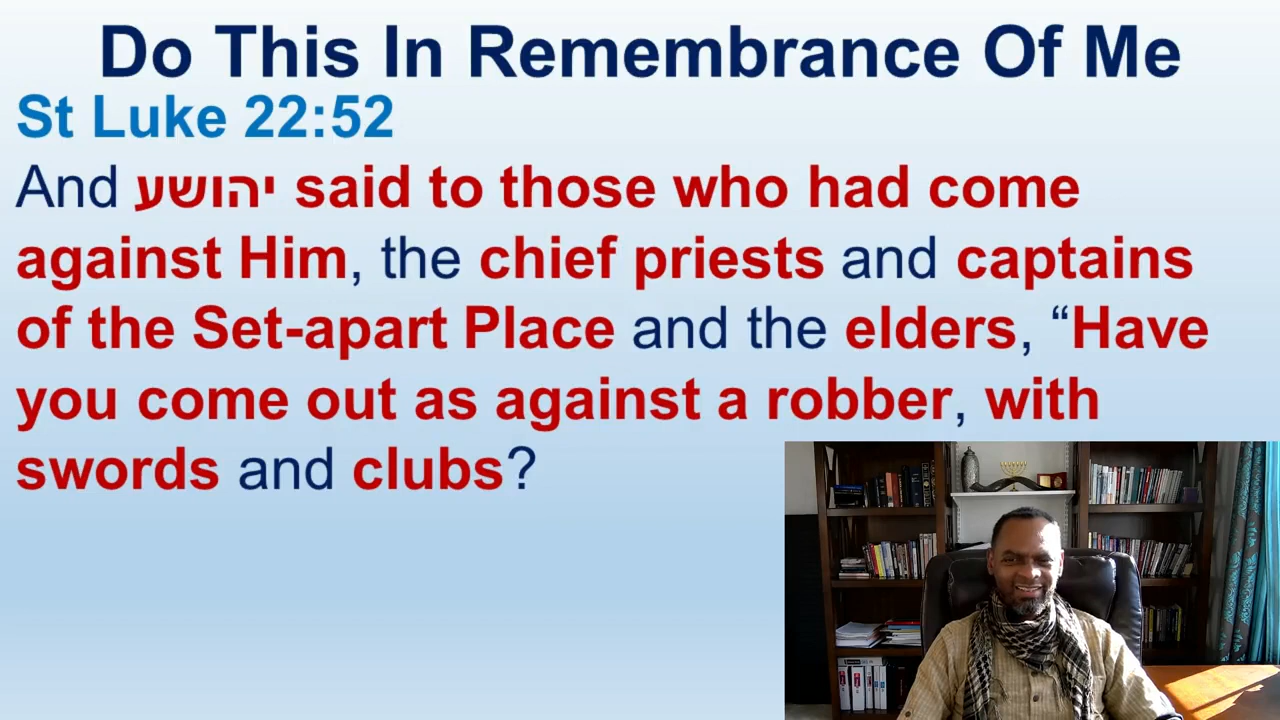 Do This In Remembrance Of Me
St Luke 22:52
And יהושע said to those who had come
against Him, the chief priests and captains
of the Set-apart Place and the elders, “Have
you come out as against a robber, with
swords and clubs?